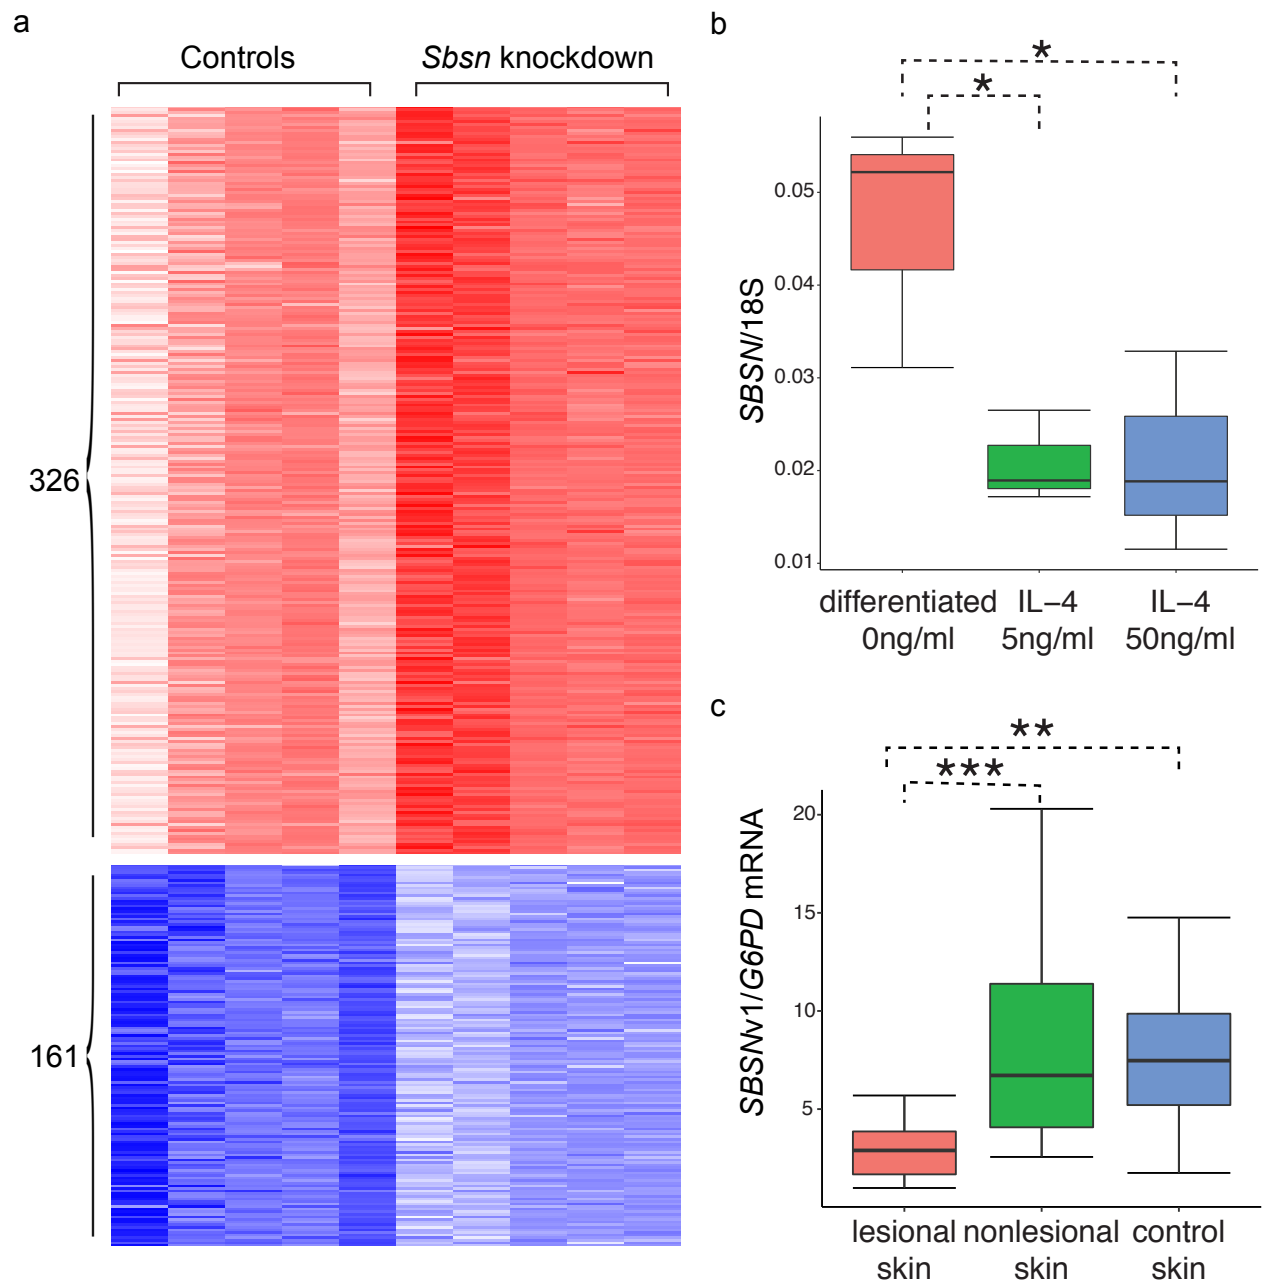 a
Controls
Sbsn knockdown
326
161
b
* 
*
SBSN/18S
0.05
0.04
0.03
0.02
0.01
differentiated IL−4 IL−4
0ng/ml 5ng/ml 50ng/ml
c
**
***
SBSNv1/G6PD mRNA
20
15
10
5
lesional nonlesional control
skin skin skin